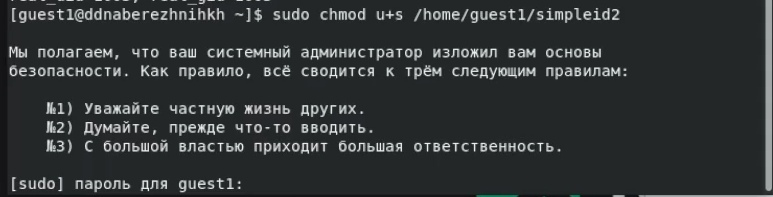 [guest1@ddnaberezhnihkh ~]$ sudo chmod u+s /home/guest1/simpleid2
Мы полагаем, что ваш системный администратор изложил вам основы
безопасности. Как правило, всё сводится к трём следующим правилам:
№1) Уважайте частную жизнь других.
№2) Думайте, прежде что-то вводить.
№3) С большой властью приходит большая ответственность.
[sudo] пароль для guest1: